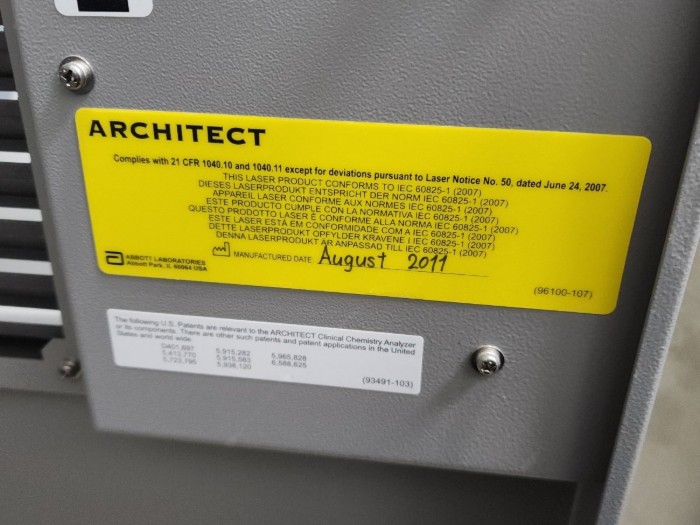 ARCHITECT
Complies with 21 CFR 1040.10 and 1040.11 except for deviations pursuant to Laser Notice No. 50, dated June 24, 2007.
THIS LASER PRODUCT CONFORMS TO IEC 60825-1 (2007)
DIESES LASERPRODUKT ENTSPRICHT DER NORM IEC 60825-1 (2007)
APPAREIL LASER CONFORME AUX NORMES IEC 60825-1 (2007)
ESTE PRODUCTO CUMPLE CON LA NORMATIVA IEC 60825-1 (2007)
QUESTO PRODOTTO LASER È CONFORME ALLA NORMA IEC 60825-1 (2007)
ESTE LASER ESTÁ EM CONFORMIDADE COM A IEC 60825-1 (2007)
DETTE LASERPRODUKT OPFYLDER KRAVENE I IEC 60825-1 (2007)
DENNA LASERPRODUKT ÄR ANPASSAD TILL IEC 60825-1 (2007)
MANUFACTURED DATE August 2011
ABBOTT LABORATORIES
Abbott Park, IL 60064 USA
(96100-107)
The following U.S. Patents are relevant to the ARCHITECT Clinical Chemistry Analyzer
or its components. There are other such patents and patent applications in the United
States and world wide.
D401,697 5,915,282 5,965,828
5,413,770 5,915,583 6,588,625
5,723,795 5,938,120
(93491-103)